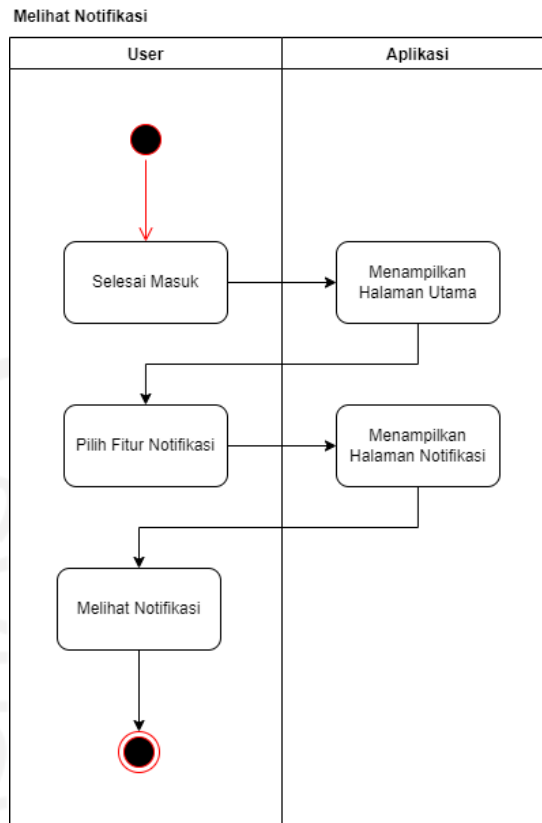 Melihat Notifikasi
User
Aplikasi
Selesai Masuk
Menampilkan
Halaman Utama
Pilih Fitur Notifikasi
Menampilkan
Halaman Notifikasi
Melihat Notifikasi